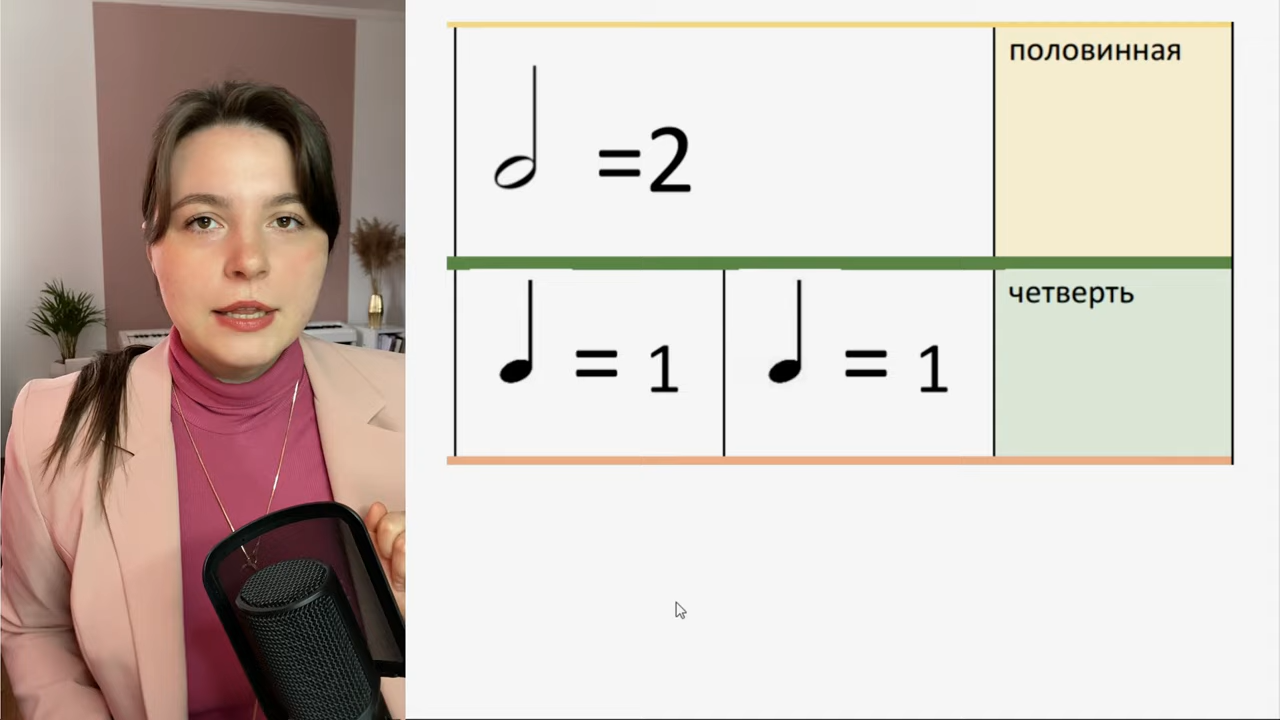 =2
половинная
= 1
= 1
четверть